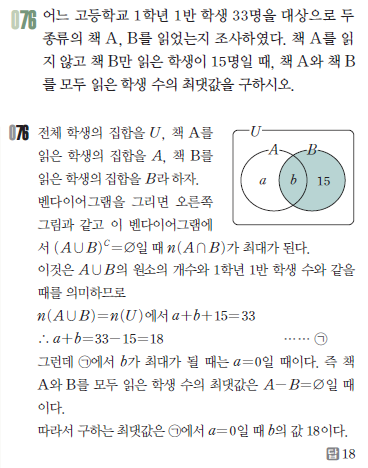 076 어느 고등학교 1학년 1반 학생 33명을 대상으로 두
종류의 책 A, B를 읽었는지 조사하였다. 책 A를 읽
지 않고 책 B만 읽은 학생이 15명일 때, 책 A와 책 B
를 모두 읽은 학생 수의 최댓값을 구하시오.
076 전체 학생의 집합을 U, 책 A를
읽은 학생의 집합을 A, 책 B를
읽은 학생의 집합을 B라 하자.
벤다이어그램을 그리면 오른쪽
그림과 같고 이 벤다이어그램에
U
A B
a b 15
서 (A∪B)ᶜ=∅일 때 n(A∩B)가 최대가 된다.
이것은 A∪B의 원소의 개수와 1학년 1반 학생 수와 같을
때를 의미하므로
n(A∪B)=n(U)에서 a+b+15=33
∴ a+b=33-15=18 …… ㉠
그런데 ㉠에서 b가 최대가 될 때는 a=0일 때이다. 즉 책
A와 B를 모두 읽은 학생 수의 최댓값은 A-B=∅일 때
이다.
따라서 구하는 최댓값은 ㉠에서 a=0일 때 b의 값 18이다.
답 18